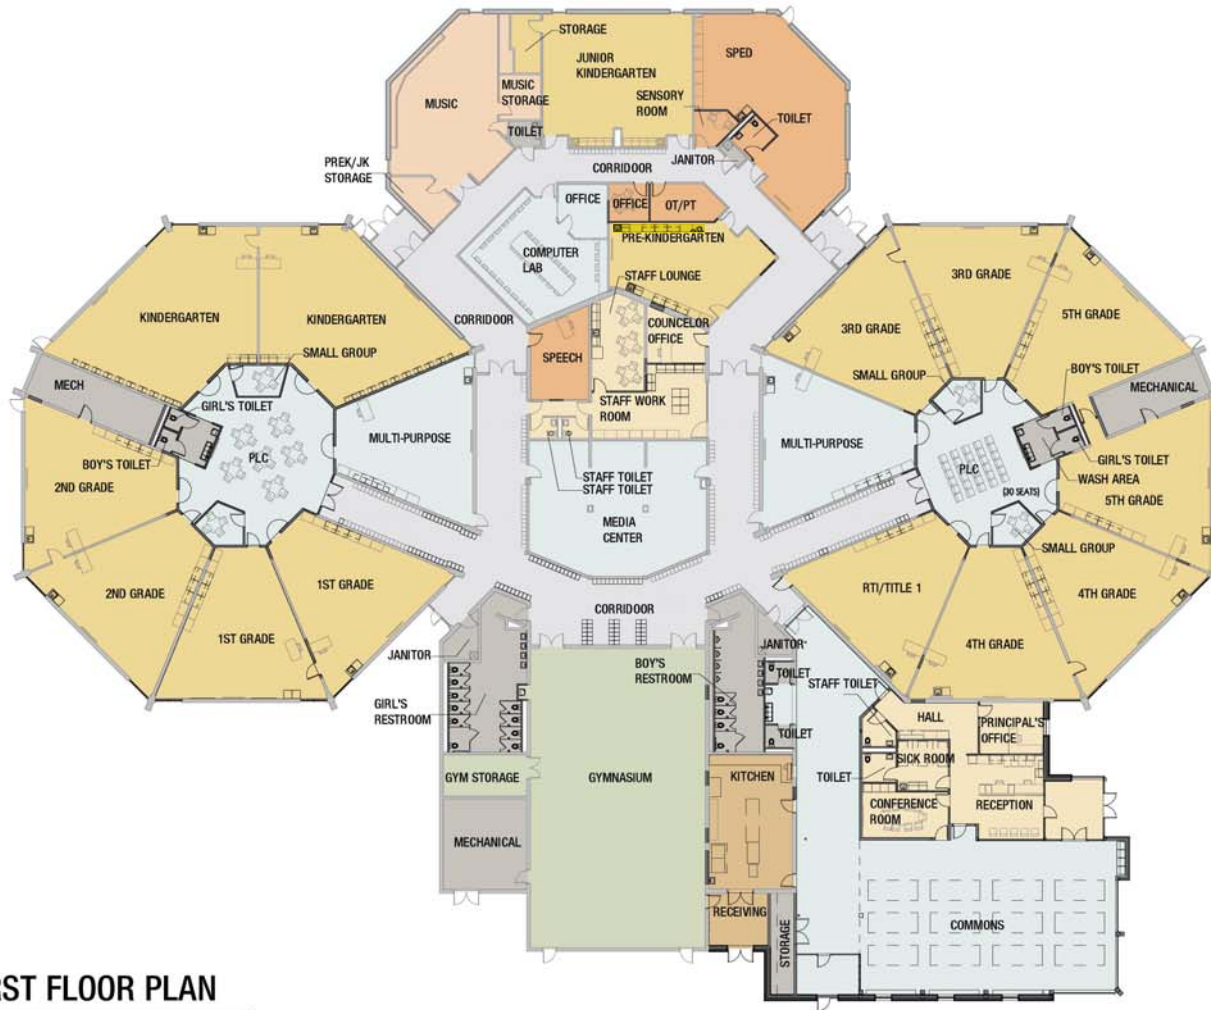 STORAGE
JUNIOR
KINDERGARTEN
SPED
MUSIC
MUSIC
STORAGE
SENSORY
ROOM
TOILET
TOILET
PREK/JK
STORAGE
CORRIDOOR
JANITOR
OFFICE
OFFICE
OT/PT
PRE-KINDERGARTEN
COMPUTER
LAB
STAFF LOUNGE
KINDERGARTEN
KINDERGARTEN
CORRIDOOR
COUNCELOR
OFFICE
3RD GRADE
3RD GRADE
5TH GRADE
SMALL GROUP
SPEECH
SMALL GROUP
BOY'S TOILET
MECH
MECHANICAL
GIRL'S TOILET
STAFF WORK
ROOM
MULTI-PURPOSE
MULTI-PURPOSE
PLC
PLC
BOY'S TOILET
GIRL'S TOILET
2ND GRADE
STAFF TOILET
STAFF TOILET
WASH AREA
(30 SEATS)
5TH GRADE
MEDIA
CENTER
SMALL GROUP
2ND GRADE
1ST GRADE
RTI/TITLE 1
4TH GRADE
CORRIDOOR
1ST GRADE
4TH GRADE
JANITOR
JANITOR
BOY'S
RESTROOM
TOILET
STAFF TOILET
GIRL'S
RESTROOM
HALL
PRINCIPAL'S
OFFICE
TOILET
SICK ROOM
GYM STORAGE
GYMNASIUM
KITCHEN
TOILET
CONFERENCE
ROOM
RECEPTION
MECHANICAL
RECEIVING
STORAGE
COMMONS
RST FLOOR PLAN